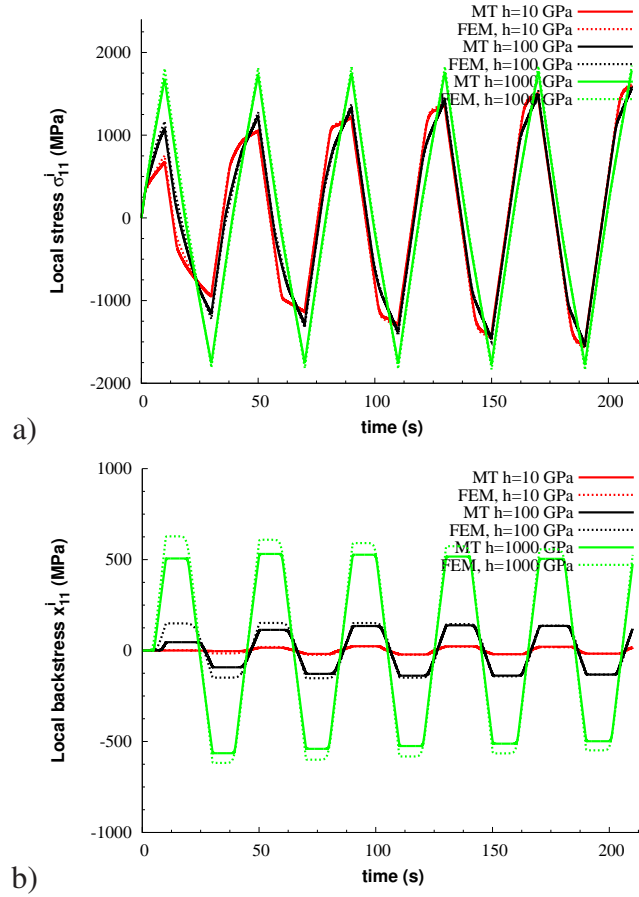 MT h=10 GPa
FEM, h=10 GPa
MT h=100 GPa
FEM, h=100 GPa
MT h=1000 GPa
FEM, h=1000 GPa
Local stress σ^i_11 (MPa)
2000
1000
0
-1000
-2000
0
50
100
150
200
time (s)
a)
MT h=10 GPa
FEM, h=10 GPa
MT h=100 GPa
FEM, h=100 GPa
MT h=1000 GPa
FEM, h=1000 GPa
Local backstress x^i_11 (MPa)
1000
500
0
-500
-1000
0
50
100
150
200
time (s)
b)